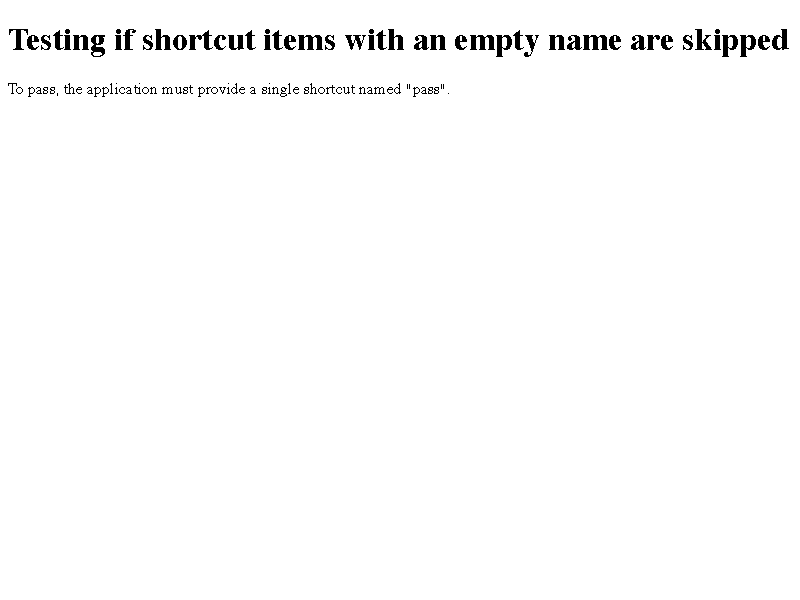 Testing if shortcut items with an empty name are skipped
To pass, the application must provide a single shortcut named "pass".